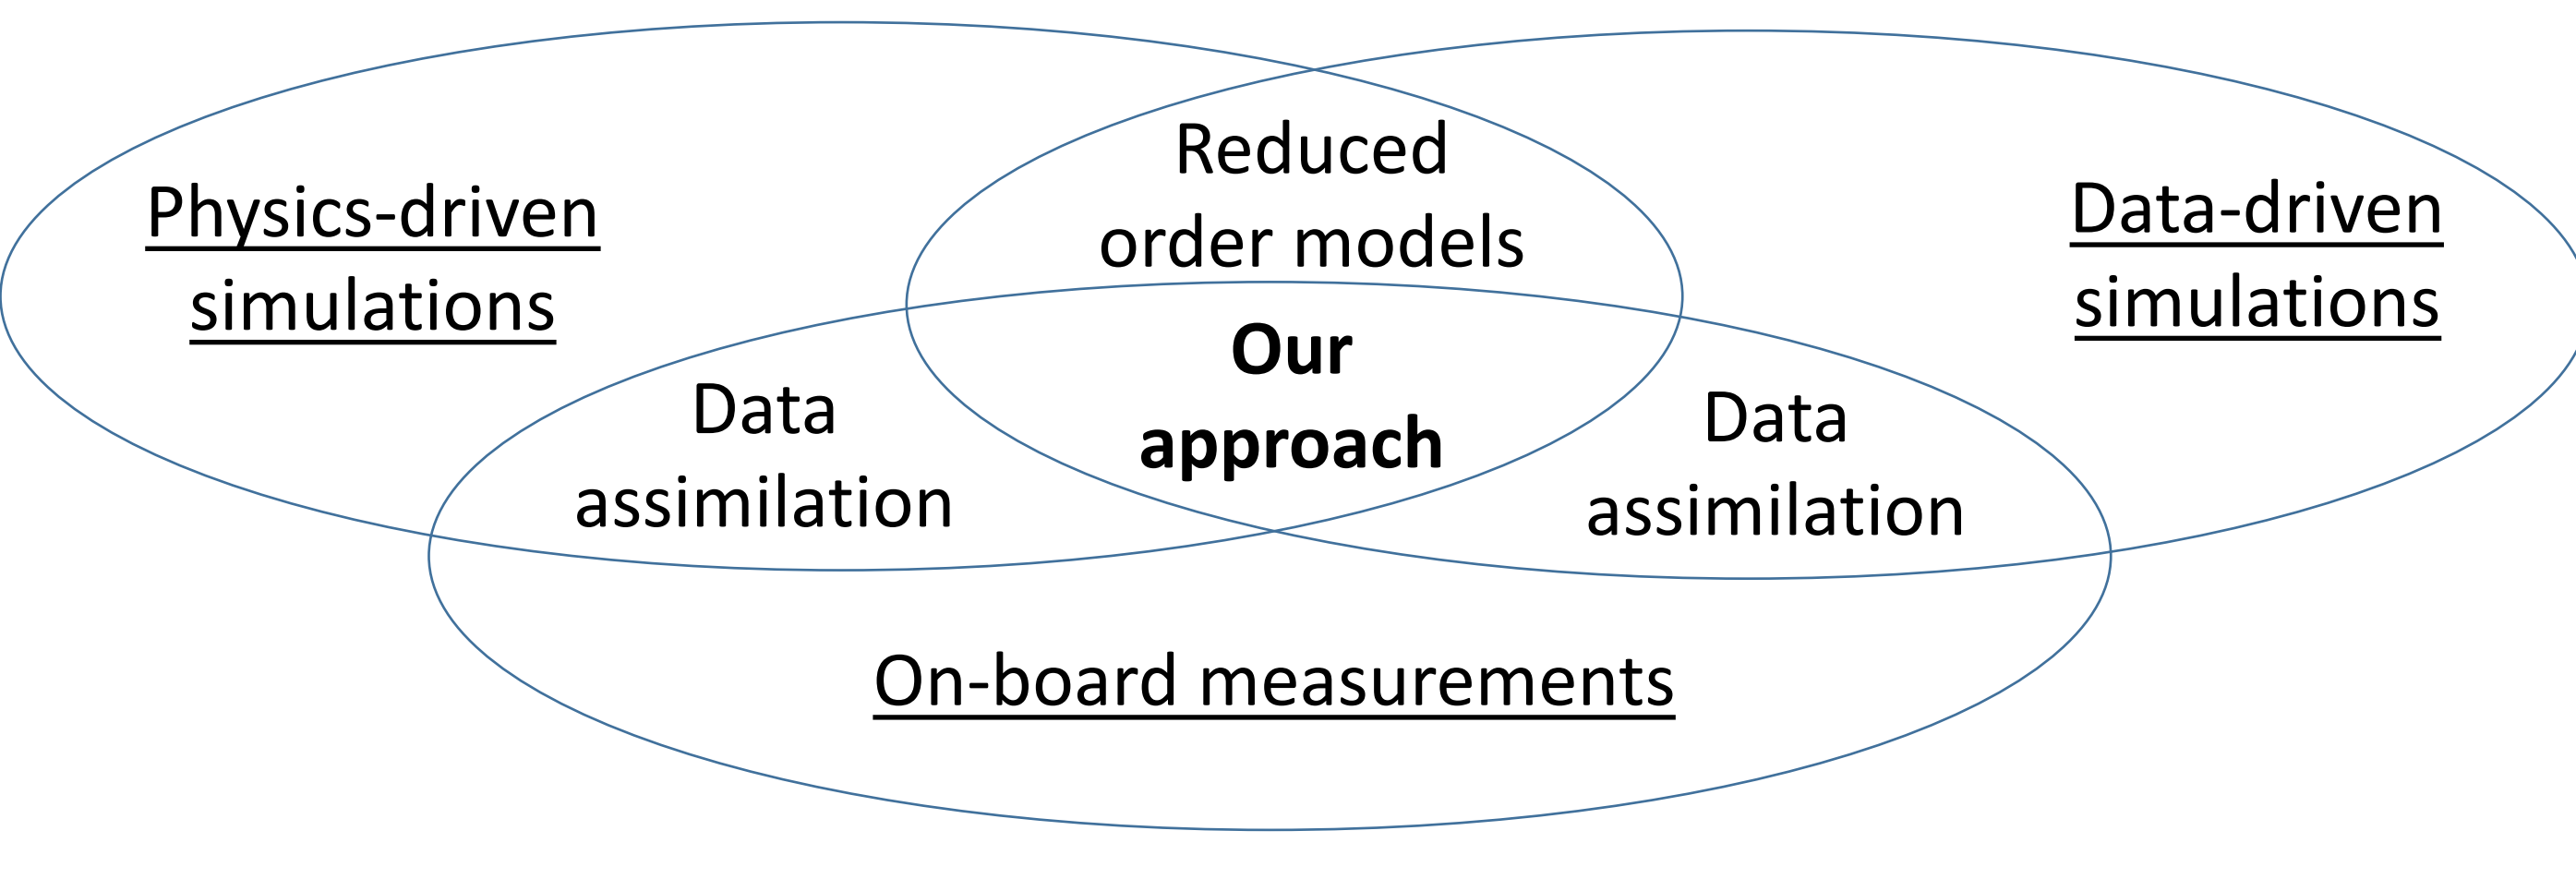 Physics-driven
simulations
Reduced
order models
Data-driven
simulations
Our
approach
Data
assimilation
Data
assimilation
On-board measurements